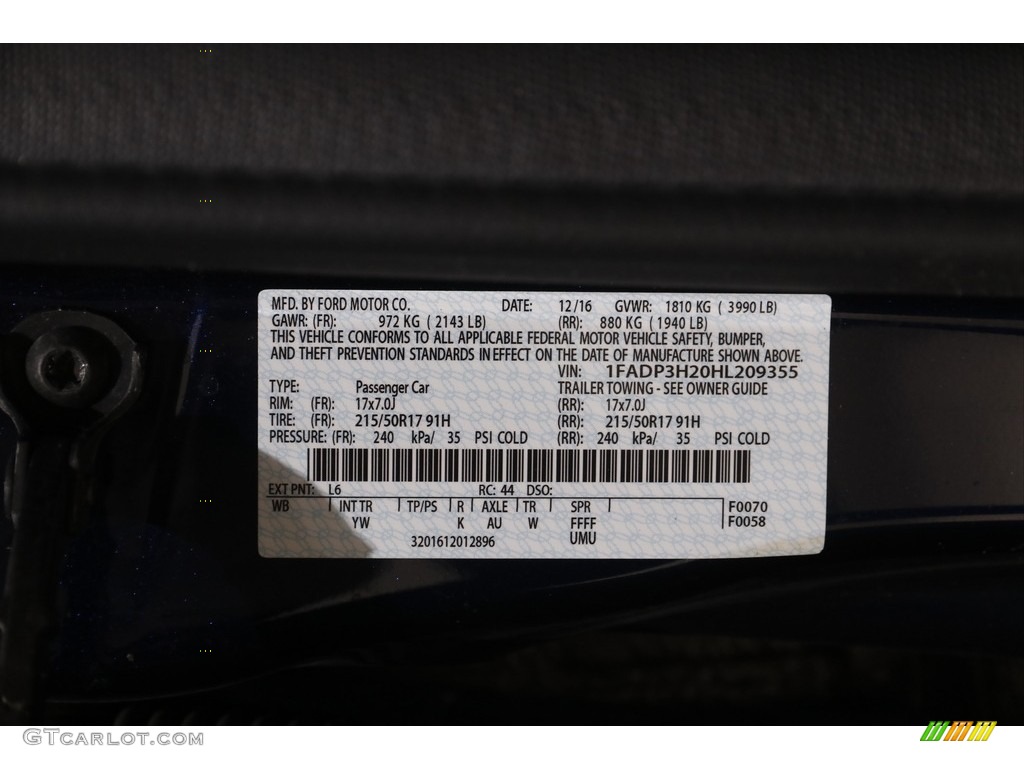 MFD. BY FORD MOTOR CO. DATE: 12/16 GVWR: 1810 KG ( 3990 LB)
GAWR: (FR): 972 KG ( 2143 LB) (RR): 880 KG ( 1940 LB)
THIS VEHICLE CONFORMS TO ALL APPLICABLE FEDERAL MOTOR VEHICLE SAFETY, BUMPER,
AND THEFT PREVENTION STANDARDS IN EFFECT ON THE DATE OF MANUFACTURE SHOWN ABOVE.
VIN: 1FADP3H20HL209355
TYPE: Passenger Car TRAILER TOWING - SEE OWNER GUIDE
RIM: (FR): 17x7.0J (RR): 17x7.0J
TIRE: (FR): 215/50R17 91H (RR): 215/50R17 91H
PRESSURE: (FR): 240 kPa/ 35 PSI COLD (RR): 240 kPa/ 35 PSI COLD
EXT PNT: L6 RC: 44 DSO:
WB INT TR TP/PS R AXLE TR SPR F0070
YW K AU W FFFF F0058
3201612012896 UMU
GTCarlot.com